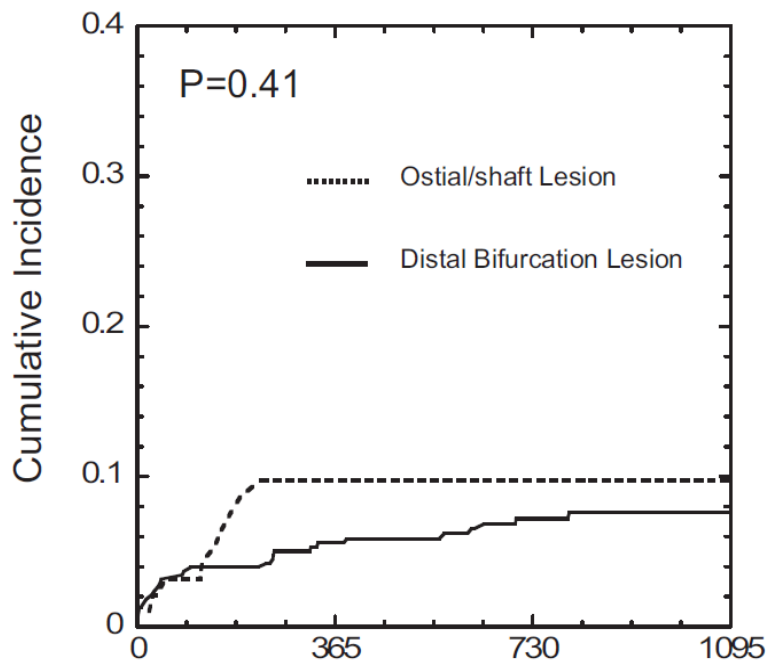 0.4
P=0.41
Cumulative Incidence
0.3
Ostial/shaft Lesion
Distal Bifurcation Lesion
0.2
0.1
0
0 365 730 1095